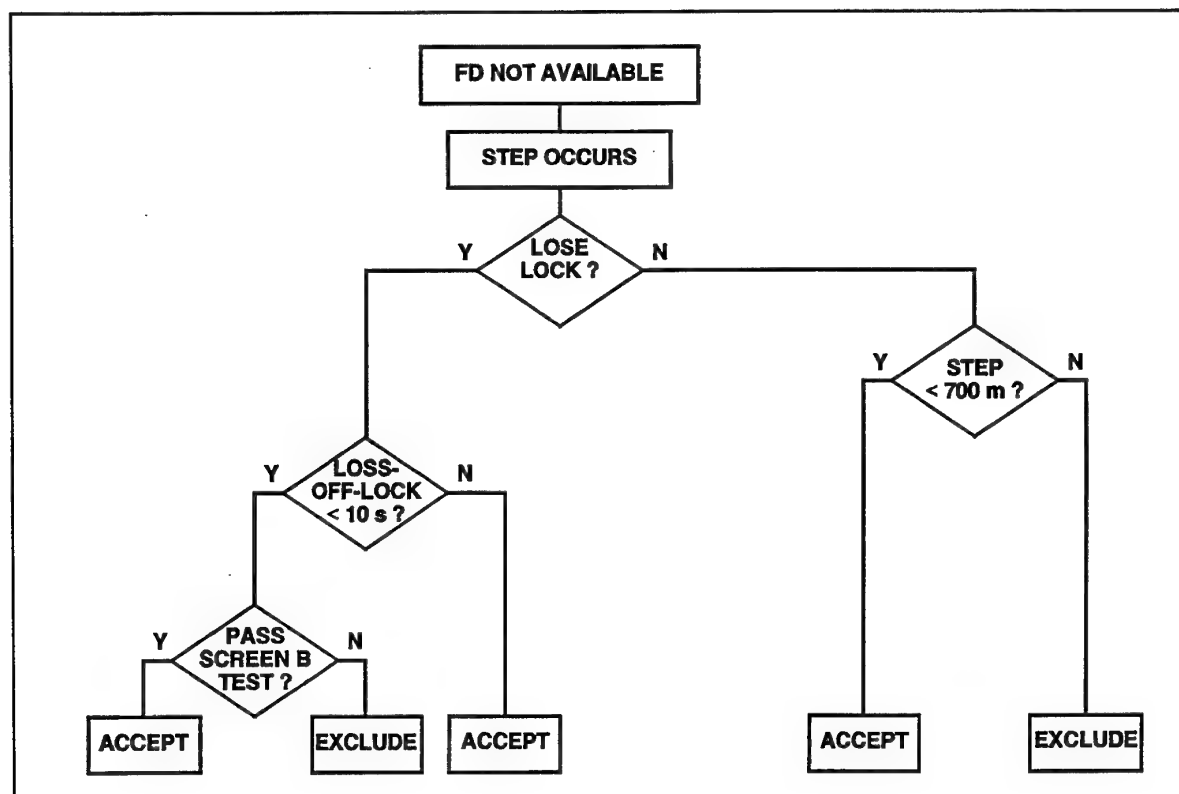 FD NOT AVAILABLE
STEP OCCURS
Y
LOSE
LOCK ?
N
Y
STEP
< 700 m ?
N
Y
LOSS-
OFF-LOCK
< 10 s ?
N
Y
PASS
SCREEN B
TEST ?
N
ACCEPT
EXCLUDE
ACCEPT
ACCEPT
EXCLUDE